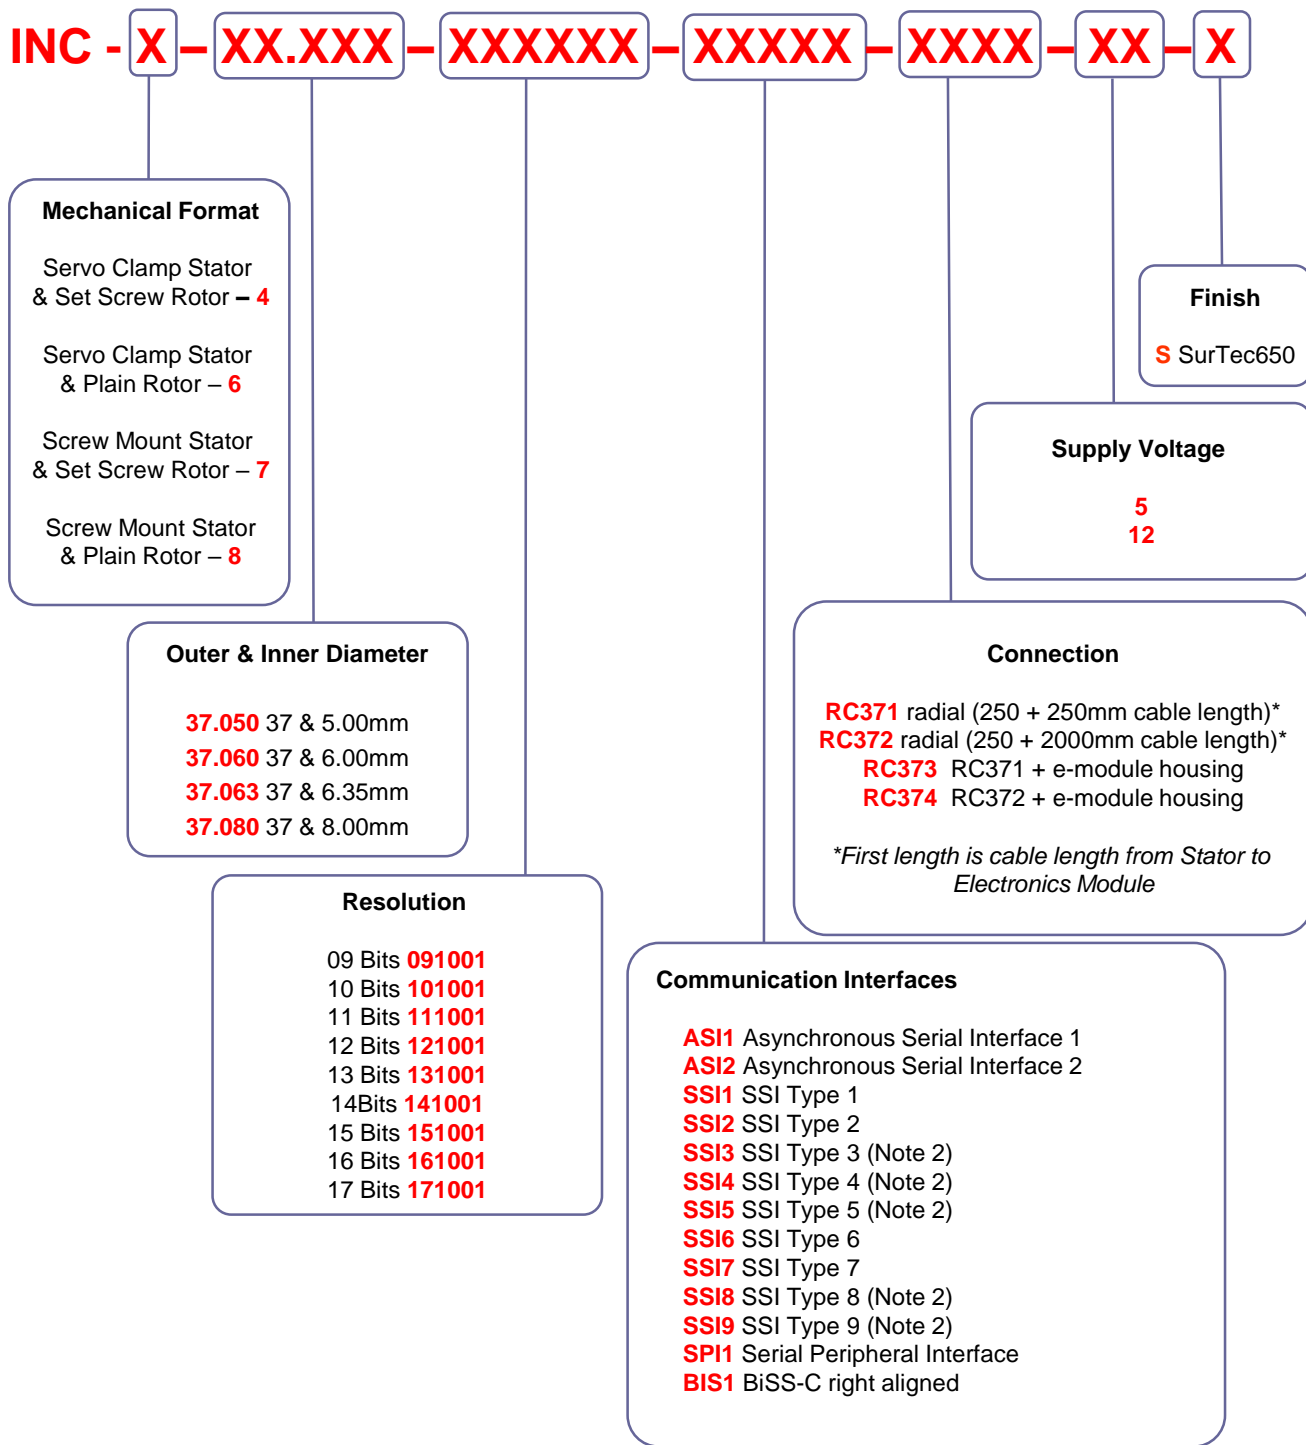 INC - X – XX.XXX – XXXXXX – XXXXX – XXXX – XX – X
Mechanical Format
Servo Clamp Stator
& Set Screw Rotor – 4
Servo Clamp Stator
& Plain Rotor – 6
Screw Mount Stator
& Set Screw Rotor – 7
Screw Mount Stator
& Plain Rotor – 8
Finish
S SurTec650
Supply Voltage
5
12
Outer & Inner Diameter
37.050 37 & 5.00mm
37.060 37 & 6.00mm
37.063 37 & 6.35mm
37.080 37 & 8.00mm
Connection
RC371 radial (250 + 250mm cable length)*
RC372 radial (250 + 2000mm cable length)*
RC373 RC371 + e-module housing
RC374 RC372 + e-module housing
*First length is cable length from Stator to
Electronics Module
Resolution
09 Bits 091001
10 Bits 101001
11 Bits 111001
12 Bits 121001
13 Bits 131001
14Bits 141001
15 Bits 151001
16 Bits 161001
17 Bits 171001
Communication Interfaces
ASI1 Asynchronous Serial Interface 1
ASI2 Asynchronous Serial Interface 2
SSI1 SSI Type 1
SSI2 SSI Type 2
SSI3 SSI Type 3 (Note 2)
SSI4 SSI Type 4 (Note 2)
SSI5 SSI Type 5 (Note 2)
SSI6 SSI Type 6
SSI7 SSI Type 7
SSI8 SSI Type 8 (Note 2)
SSI9 SSI Type 9 (Note 2)
SPI1 Serial Peripheral Interface
BIS1 BiSS-C right aligned